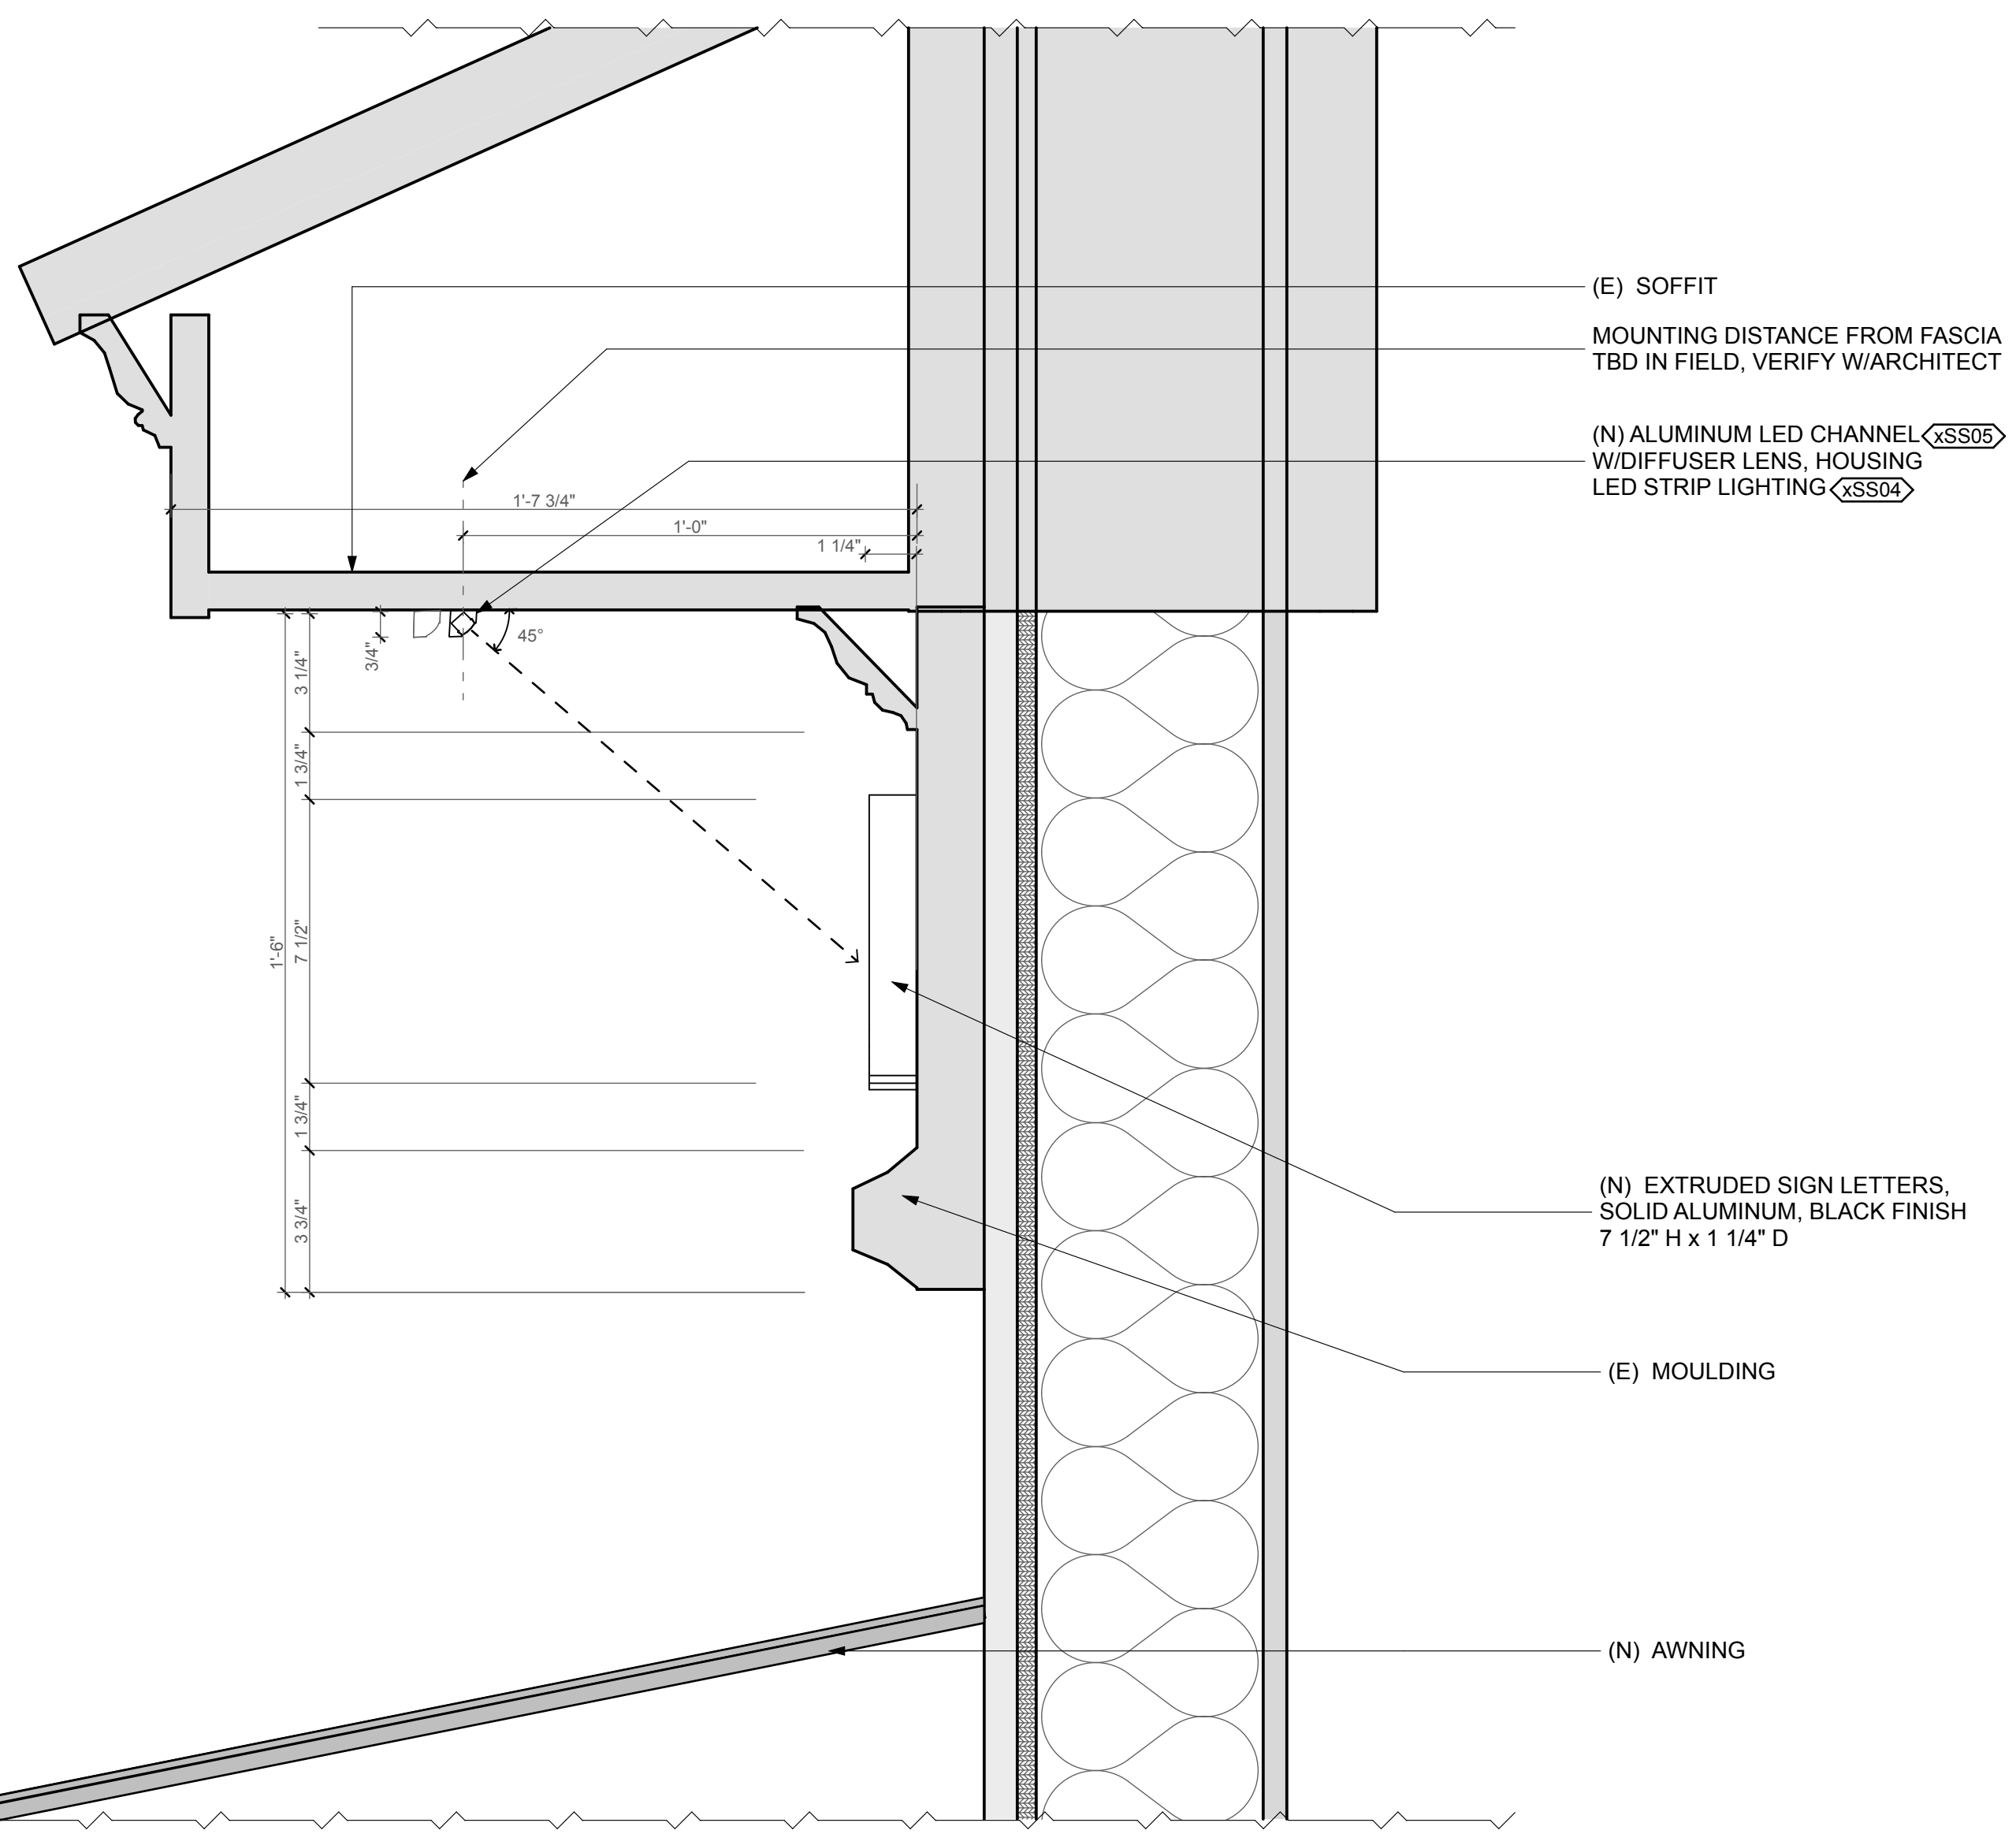 (E) SOFFIT
MOUNTING DISTANCE FROM FASCIA
TBD IN FIELD, VERIFY W/ARCHITECT
(N) ALUMINUM LED CHANNEL xSS05
W/DIFFUSER LENS, HOUSING
LED STRIP LIGHTING xSS04
1'-7 3/4"
1'-0"
1 1/4"
45°
3/4"
3 1/4"
1 3/4"
7 1/2"
1'-6"
1 3/4"
3 3/4"
(N) EXTRUDED SIGN LETTERS,
SOLID ALUMINUM, BLACK FINISH
7 1/2" H x 1 1/4" D
(E) MOULDING
(N) AWNING